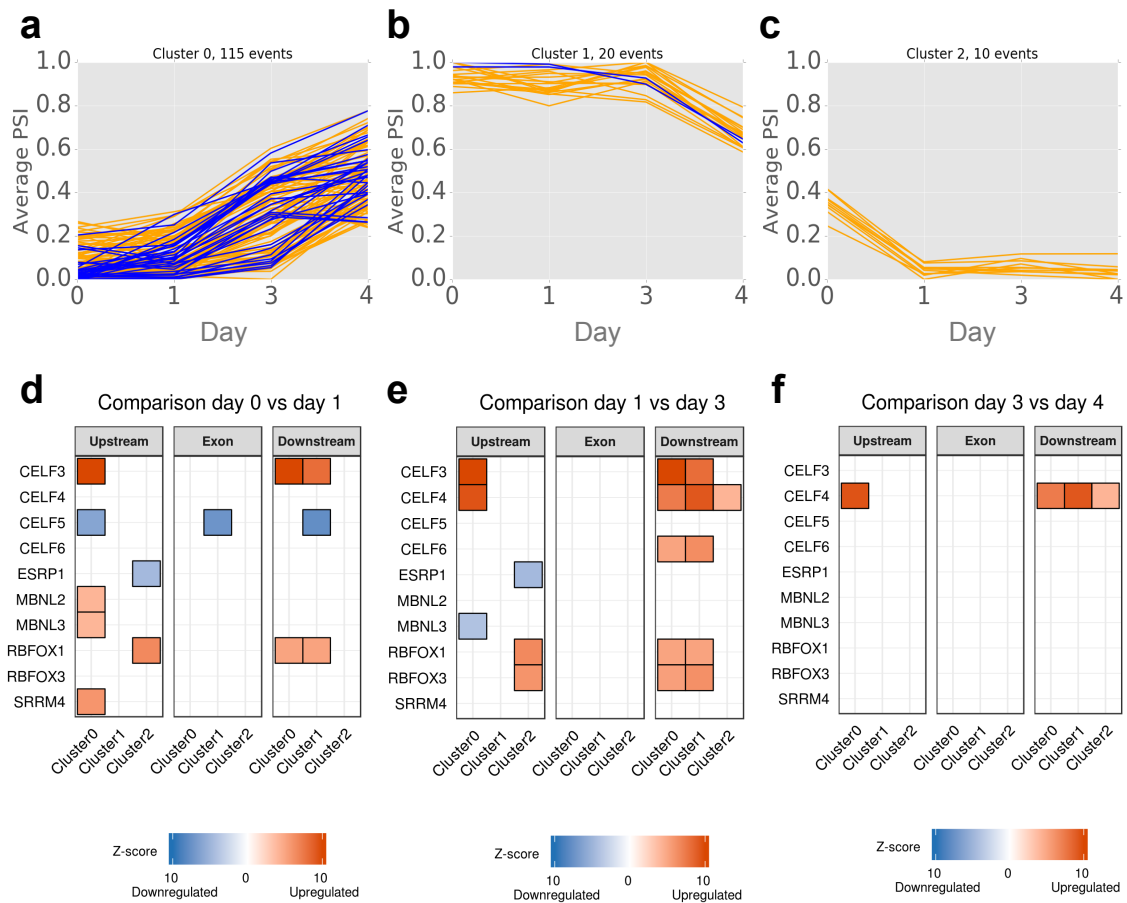 a
b
c
Cluster 0, 115 events
Cluster 1, 20 events
Cluster 2, 10 events
Average PSI
1.0
0.8
0.6
0.4
0.2
0.0
0 1 3 4
Day
Average PSI
1.0
0.8
0.6
0.4
0.2
0.0
0 1 3 4
Day
Average PSI
1.0
0.8
0.6
0.4
0.2
0.0
0 1 3 4
Day
d
Comparison day 0 vs day 1
Upstream Exon Downstream
CELF3
CELF4
CELF5
CELF6
ESRP1
MBNL2
MBNL3
RBFOX1
RBFOX3
SRRM4
Cluster0 Cluster1 Cluster2 Cluster0 Cluster1 Cluster2 Cluster0 Cluster1 Cluster2
Z-score
10 0 10
Downregulated Upregulated
e
Comparison day 1 vs day 3
Upstream Exon Downstream
CELF3
CELF4
CELF5
CELF6
ESRP1
MBNL2
MBNL3
RBFOX1
RBFOX3
SRRM4
Cluster0 Cluster1 Cluster2 Cluster0 Cluster1 Cluster2 Cluster0 Cluster1 Cluster2
Z-score
10 0 10
Downregulated Upregulated
f
Comparison day 3 vs day 4
Upstream Exon Downstream
CELF3
CELF4
CELF5
CELF6
ESRP1
MBNL2
MBNL3
RBFOX1
RBFOX3
SRRM4
Cluster0 Cluster1 Cluster2 Cluster0 Cluster1 Cluster2 Cluster0 Cluster1 Cluster2
Z-score
10 0 10
Downregulated Upregulated